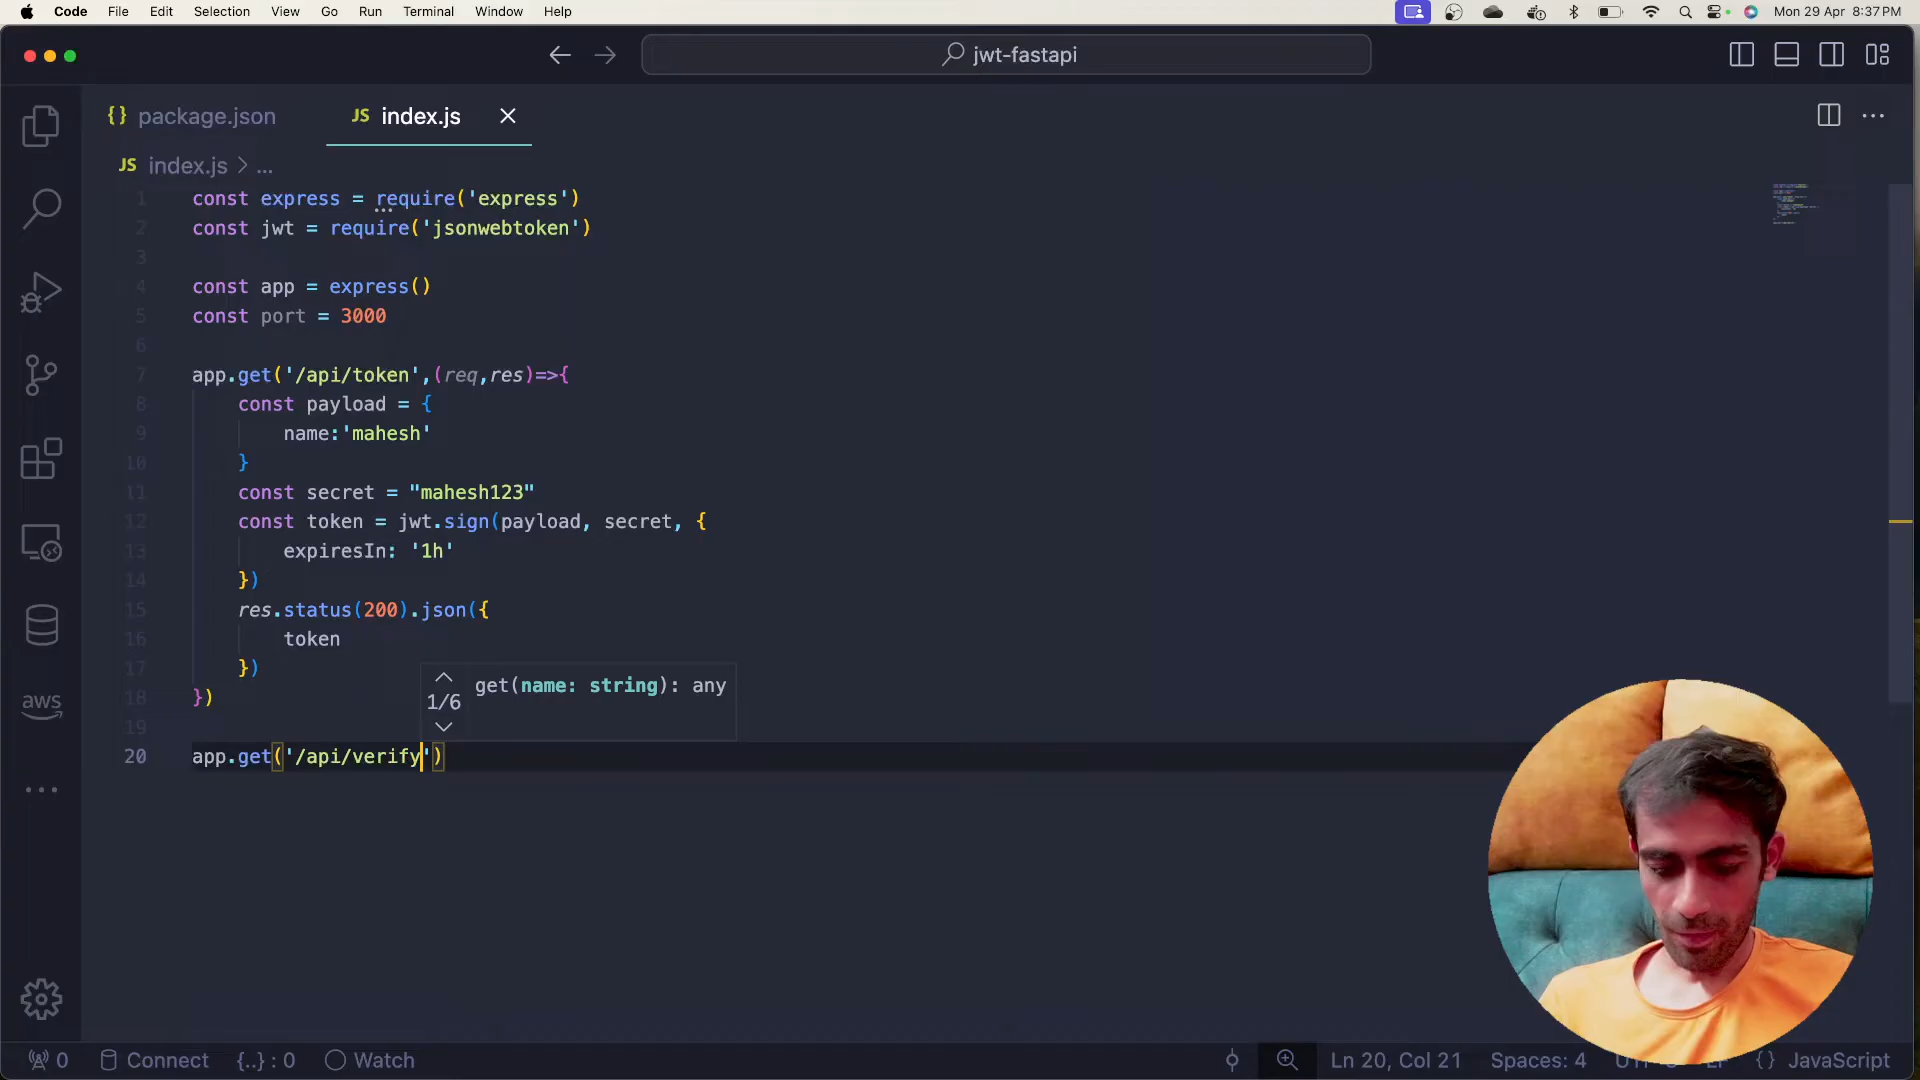 Code File Edit Selection View Go Run Terminal Window Help Mon 29 Apr 8:37 PM
jwt-fastapi
{} package.json JS index.js
JS index.js > ...
1 const express = require('express')
2 const jwt = require('jsonwebtoken')
3
4 const app = express()
5 const port = 3000
6
7 app.get('/api/token',(req,res)=>{
8 const payload = {
9 name:'mahesh'
10 }
11 const secret = "mahesh123"
12 const token = jwt.sign(payload, secret, {
13 expiresIn: '1h'
14 })
15 res.status(200).json({
16 token
17 })
18 })
get(name: string): any
1/6
19
20 app.get('/api/verify')
aws
0 Connect {..} : 0 Watch Ln 20, Col 21 Spaces: 4 {} JavaScript